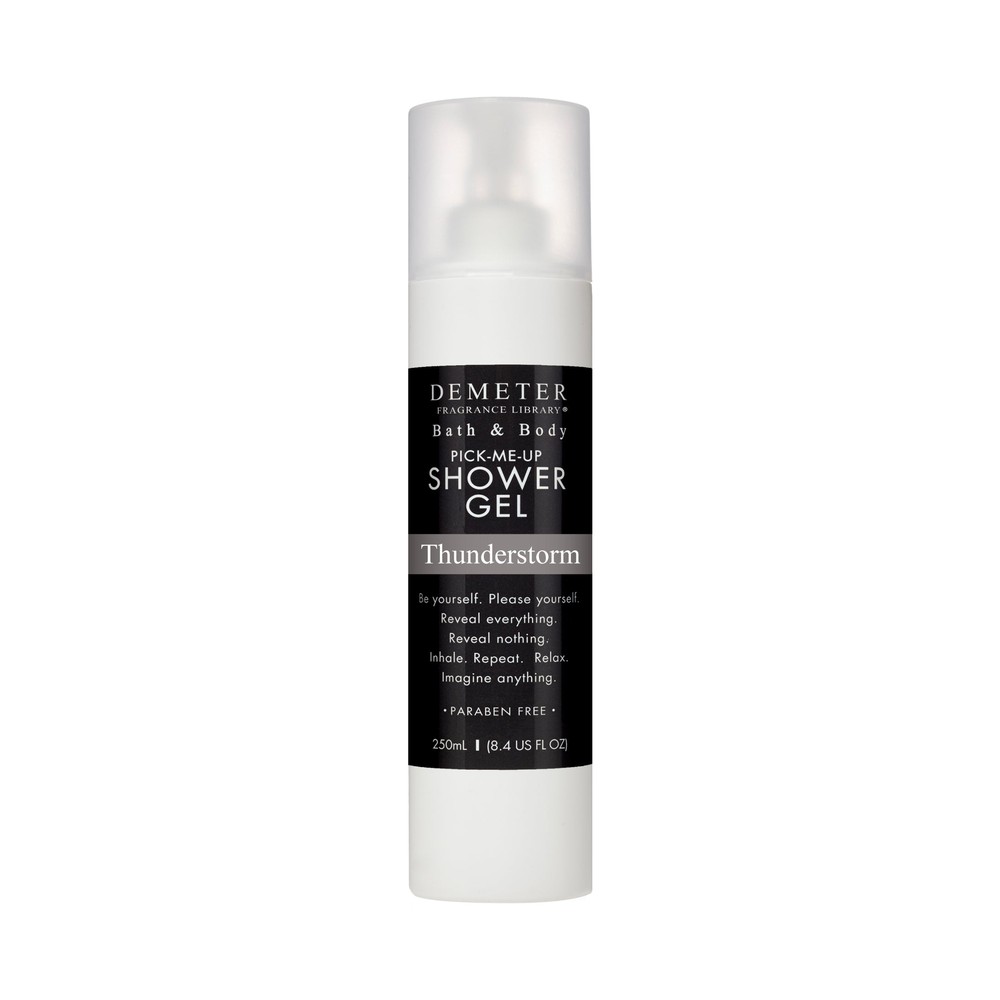 DEMETER
FRAGRANCE LIBRARY®
Bath & Body
PICK-ME-UP
SHOWER
GEL
Thunderstorm
Be yourself. Please yourself.
Reveal everything.
Reveal nothing.
Inhale. Repeat. Relax.
Imagine anything.
• PARABEN FREE •
250mL | (8.4 US FL OZ)